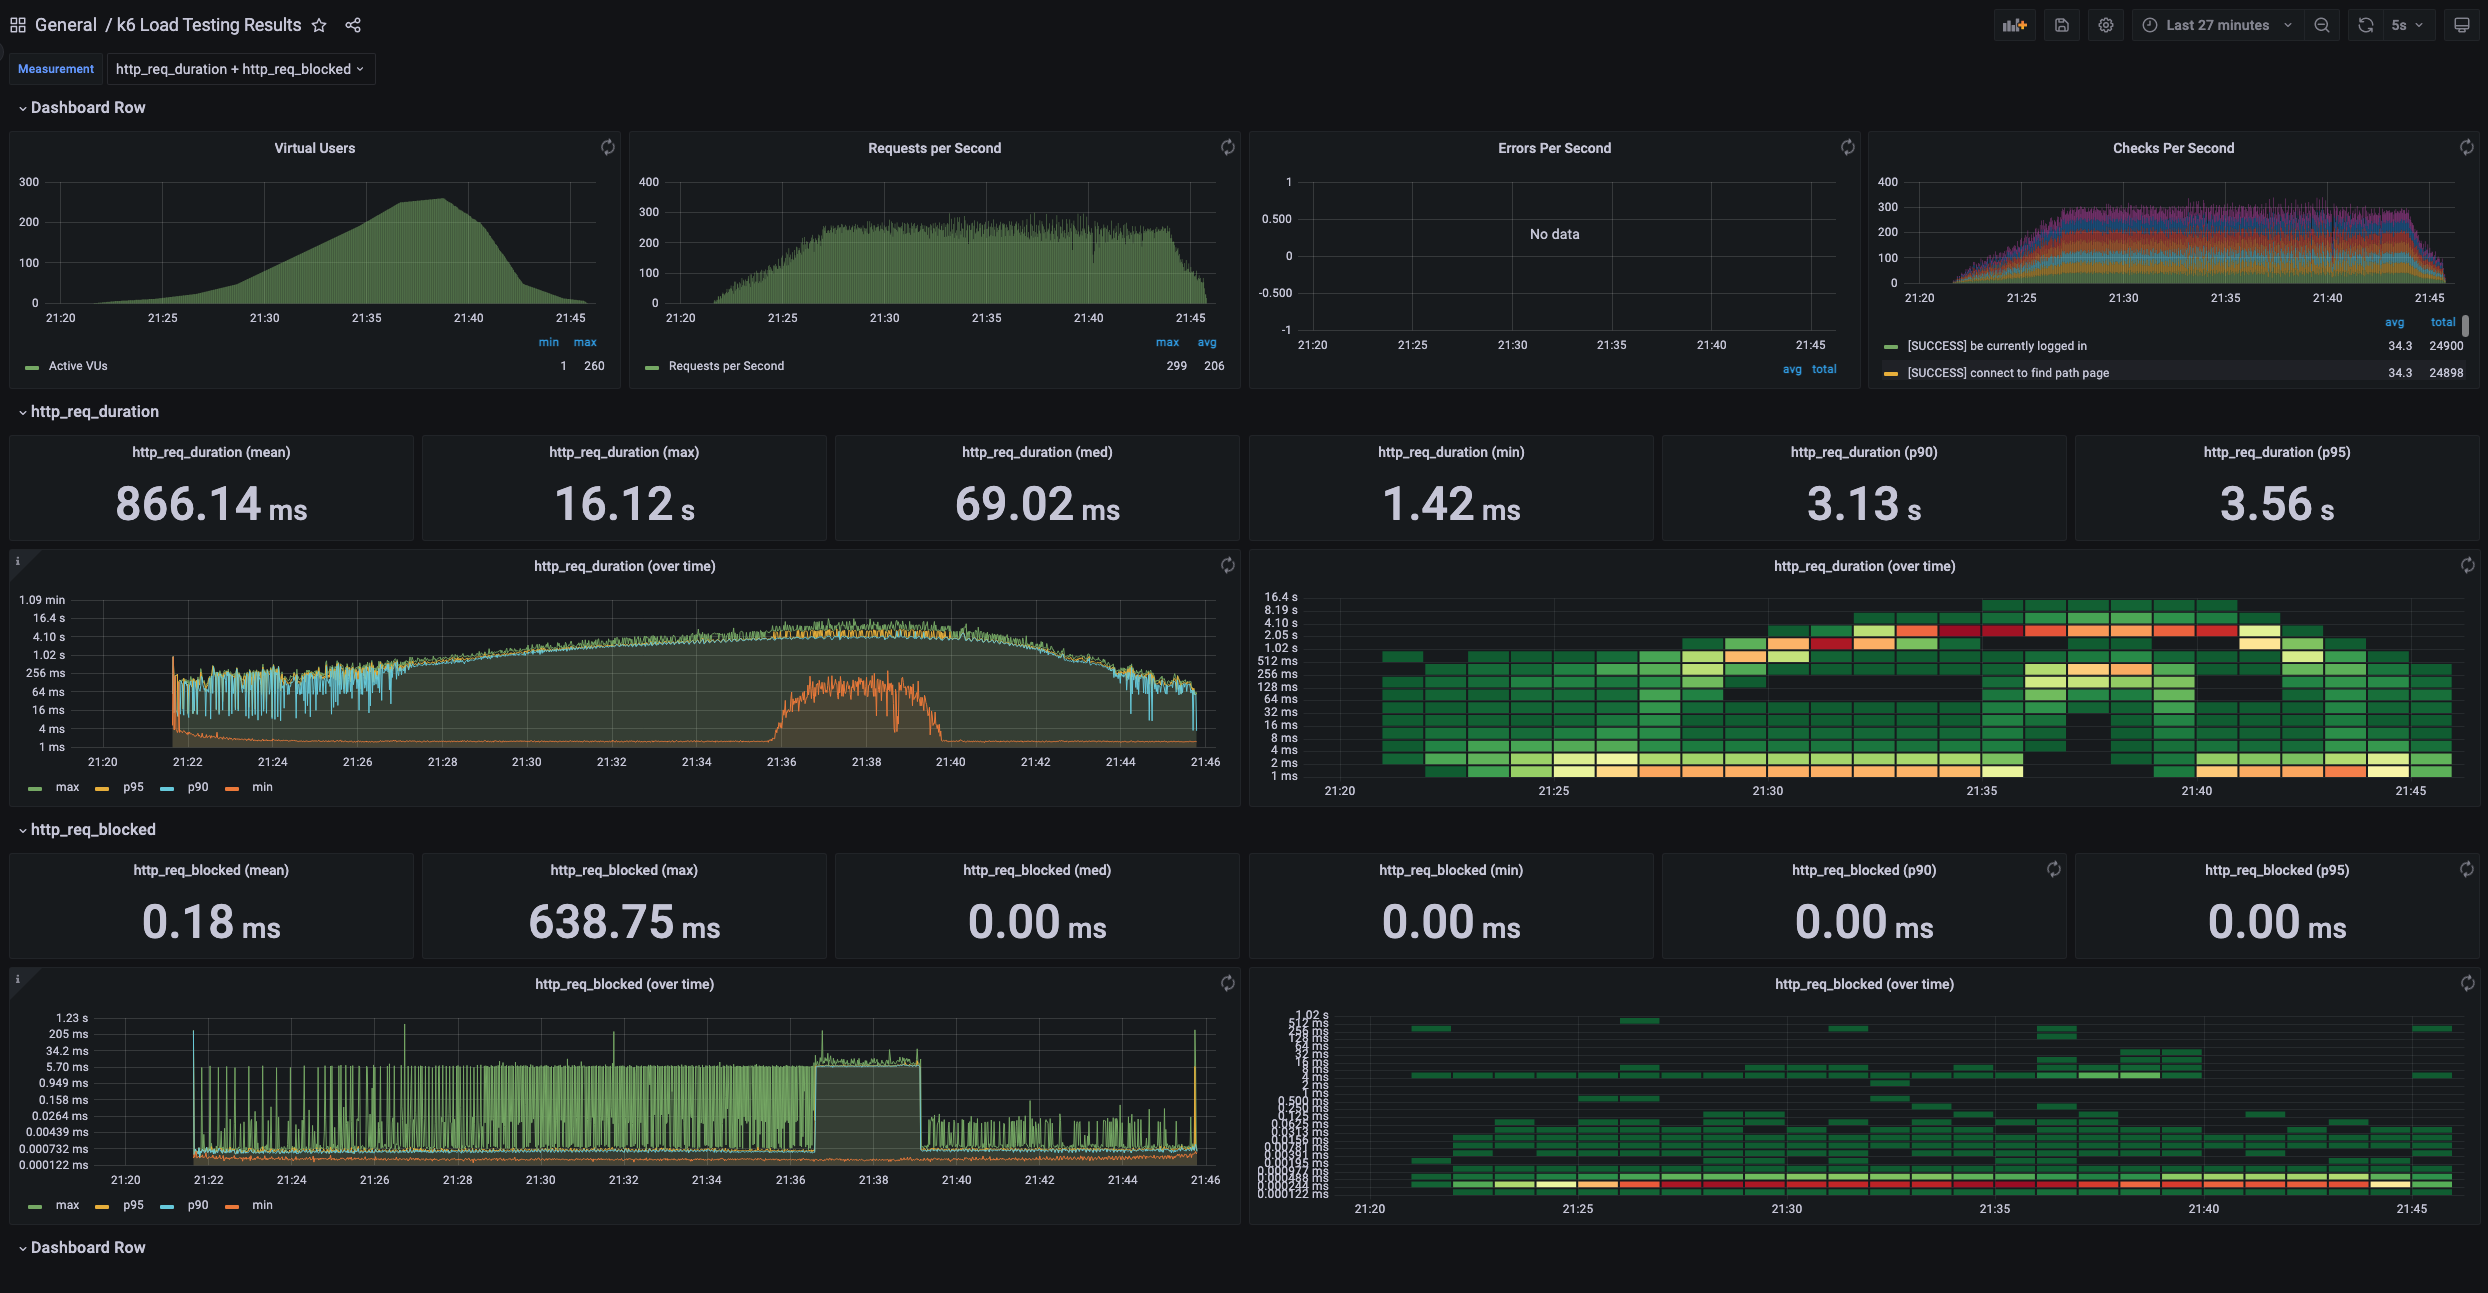 General / k6 Load Testing Results
Last 27 minutes
5s
Measurement
http_req_duration + http_req_blocked
Dashboard Row
Virtual Users
300
200
100
0
21:20 21:25 21:30 21:35 21:40 21:45
min max
Active VUs 1 260
Requests per Second
400
300
200
100
0
21:20 21:25 21:30 21:35 21:40 21:45
max avg
Requests per Second 299 206
Errors Per Second
1
0.500
0
-0.500
-1
No data
21:20 21:25 21:30 21:35 21:40 21:45
avg total
Checks Per Second
400
300
200
100
0
21:20 21:25 21:30 21:35 21:40 21:45
avg total
[SUCCESS] be currently logged in 34.3 24900
[SUCCESS] connect to find path page 34.3 24898
http_req_duration
http_req_duration (mean)
866.14 ms
http_req_duration (max)
16.12 s
http_req_duration (med)
69.02 ms
http_req_duration (min)
1.42 ms
http_req_duration (p90)
3.13 s
http_req_duration (p95)
3.56 s
i
http_req_duration (over time)
1.09 min
16.4 s
4.10 s
1.02 s
256 ms
64 ms
16 ms
4 ms
1 ms
21:20 21:22 21:24 21:26 21:28 21:30 21:32 21:34 21:36 21:38 21:40 21:42 21:44 21:46
max p95 p90 min
http_req_duration (over time)
16.4 s
8.19 s
4.10 s
2.05 s
1.02 s
512 ms
256 ms
128 ms
64 ms
32 ms
16 ms
8 ms
4 ms
2 ms
1 ms
21:20 21:25 21:30 21:35 21:40 21:45
http_req_blocked
http_req_blocked (mean)
0.18 ms
http_req_blocked (max)
638.75 ms
http_req_blocked (med)
0.00 ms
http_req_blocked (min)
0.00 ms
http_req_blocked (p90)
0.00 ms
http_req_blocked (p95)
0.00 ms
i
http_req_blocked (over time)
1.23 s
205 ms
34.2 ms
5.70 ms
0.949 ms
0.158 ms
0.0264 ms
0.00439 ms
0.000732 ms
0.000122 ms
21:20 21:22 21:24 21:26 21:28 21:30 21:32 21:34 21:36 21:38 21:40 21:42 21:44 21:46
max p95 p90 min
http_req_blocked (over time)
1.02 s
512 ms
256 ms
128 ms
64 ms
32 ms
16 ms
8 ms
4 ms
2 ms
1 ms
0.500 ms
0.250 ms
0.125 ms
0.0625 ms
0.0313 ms
0.0156 ms
0.00781 ms
0.00391 ms
0.00195 ms
0.000977 ms
0.000488 ms
0.000244 ms
0.000122 ms
21:20 21:25 21:30 21:35 21:40 21:45
Dashboard Row